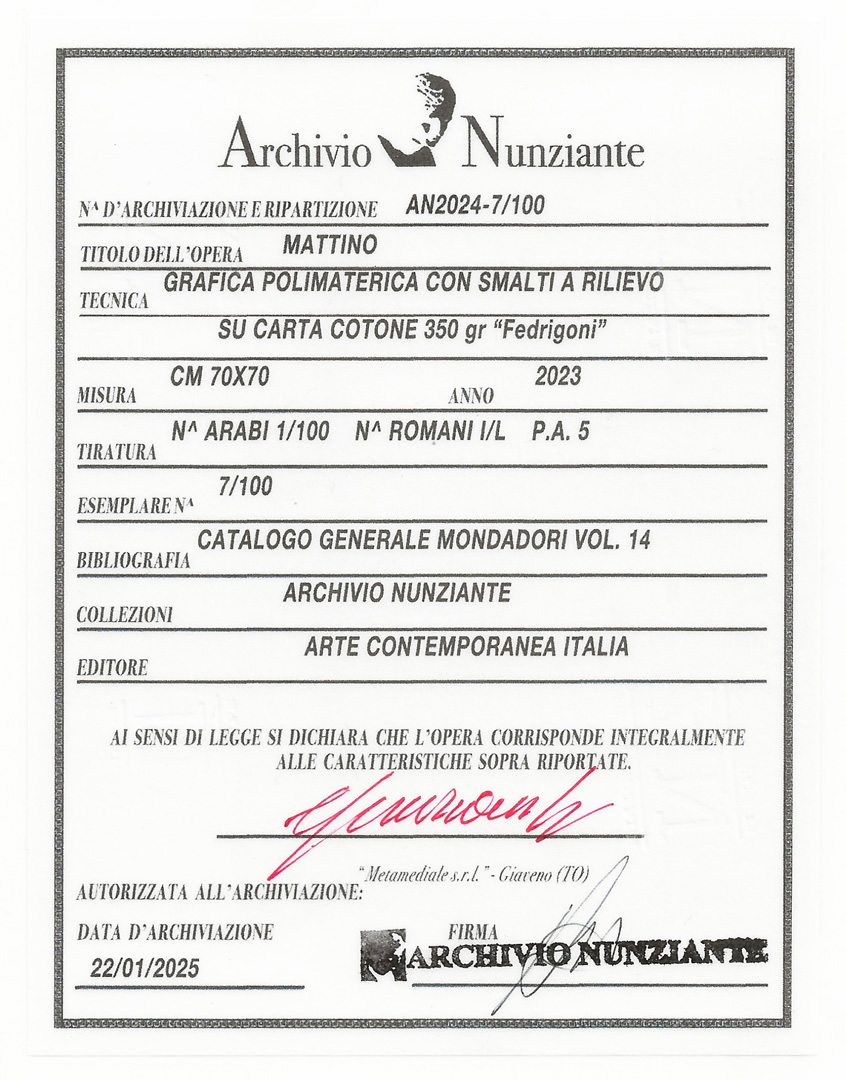 Archivio Nunziante
N^ D'ARCHIVIAZIONE E RIPARTIZIONE AN2024-7/100
TITOLO DELL'OPERA MATTINO
TECNICA GRAFICA POLIMATERICA CON SMALTI A RILIEVO
SU CARTA COTONE 350 gr “Fedrigoni”
MISURA CM 70X70 ANNO 2023
TIRATURA N^ ARABI 1/100 N^ ROMANI I/L P.A. 5
ESEMPLARE N^ 7/100
BIBLIOGRAFIA CATALOGO GENERALE MONDADORI VOL. 14
COLLEZIONI ARCHIVIO NUNZIANTE
EDITORE ARTE CONTEMPORANEA ITALIA
AI SENSI DI LEGGE SI DICHIARA CHE L'OPERA CORRISPONDE INTEGRALMENTE
ALLE CARATTERISTICHE SOPRA RIPORTATE.
Nunziante
“Metamediale s.r.l.” - Giaveno (TO)
AUTORIZZATA ALL'ARCHIVIAZIONE:
DATA D'ARCHIVIAZIONE FIRMA
22/01/2025 ARCHIVIO NUNZIANTE